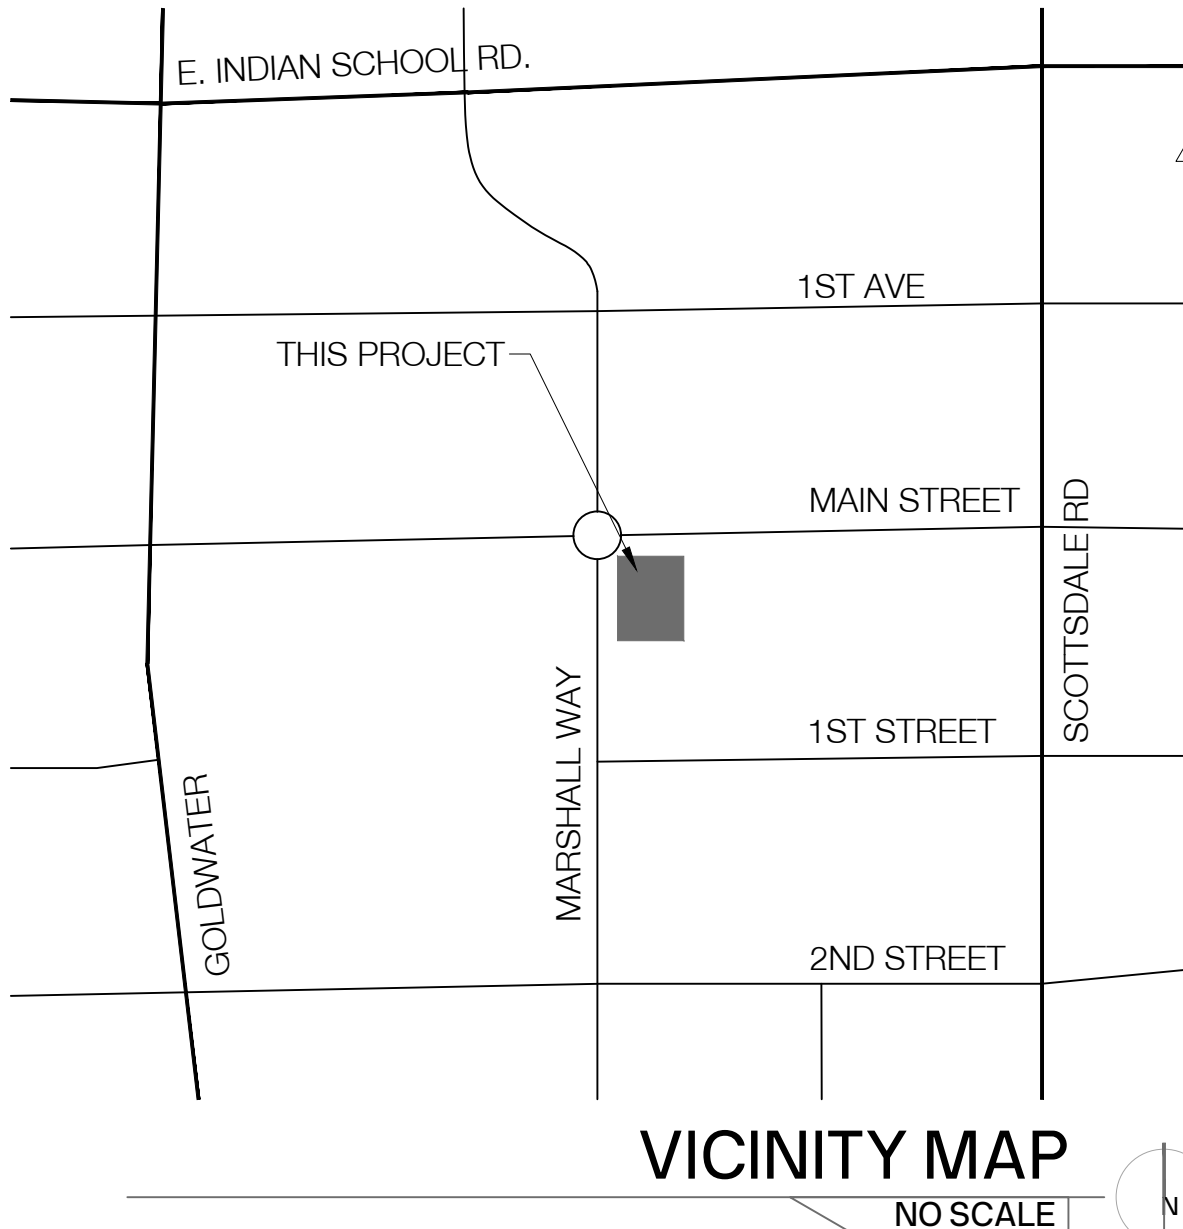 E. INDIAN SCHOOL RD.
1ST AVE
THIS PROJECT
MAIN STREET
SCOTTSDALE RD
MARSHALL WAY
1ST STREET
GOLDWATER
2ND STREET
VICINITY MAP
NO SCALE
N